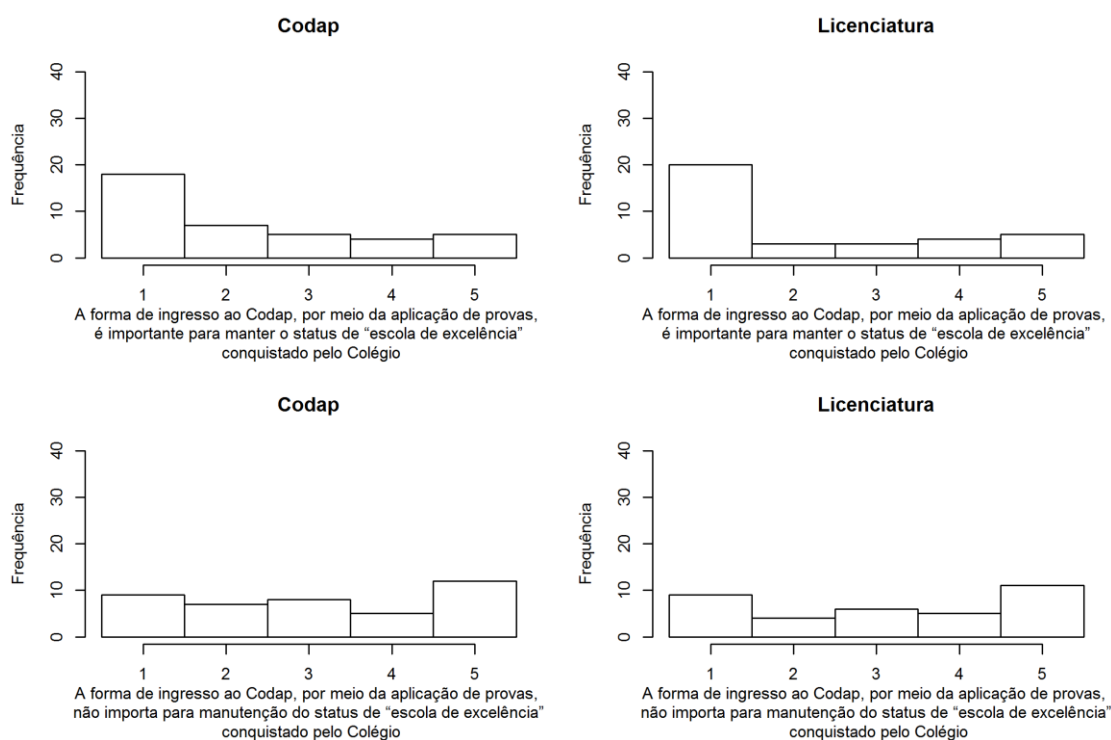 Codap
Frequência
0
10
20
30
40
1 2 3 4 5
A forma de ingresso ao Codap, por meio da aplicação de provas,
é importante para manter o status de “escola de excelência”
conquistado pelo Colégio
Licenciatura
Frequência
0
10
20
30
40
1 2 3 4 5
A forma de ingresso ao Codap, por meio da aplicação de provas,
é importante para manter o status de “escola de excelência”
conquistado pelo Colégio
Codap
Frequência
0
10
20
30
40
1 2 3 4 5
A forma de ingresso ao Codap, por meio da aplicação de provas,
não importa para manutenção do status de “escola de excelência”
conquistado pelo Colégio
Licenciatura
Frequência
0
10
20
30
40
1 2 3 4 5
A forma de ingresso ao Codap, por meio da aplicação de provas,
não importa para manutenção do status de “escola de excelência”
conquistado pelo Colégio